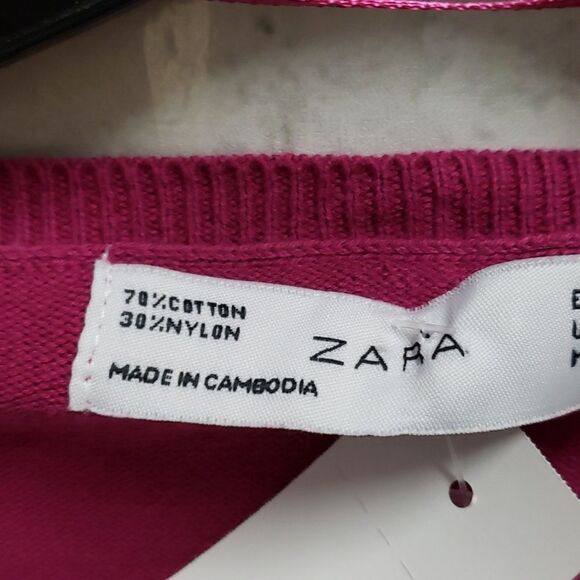 70%COTTON
30%NYLON
MADE IN CAMBODIA
ZARA
E
U
M